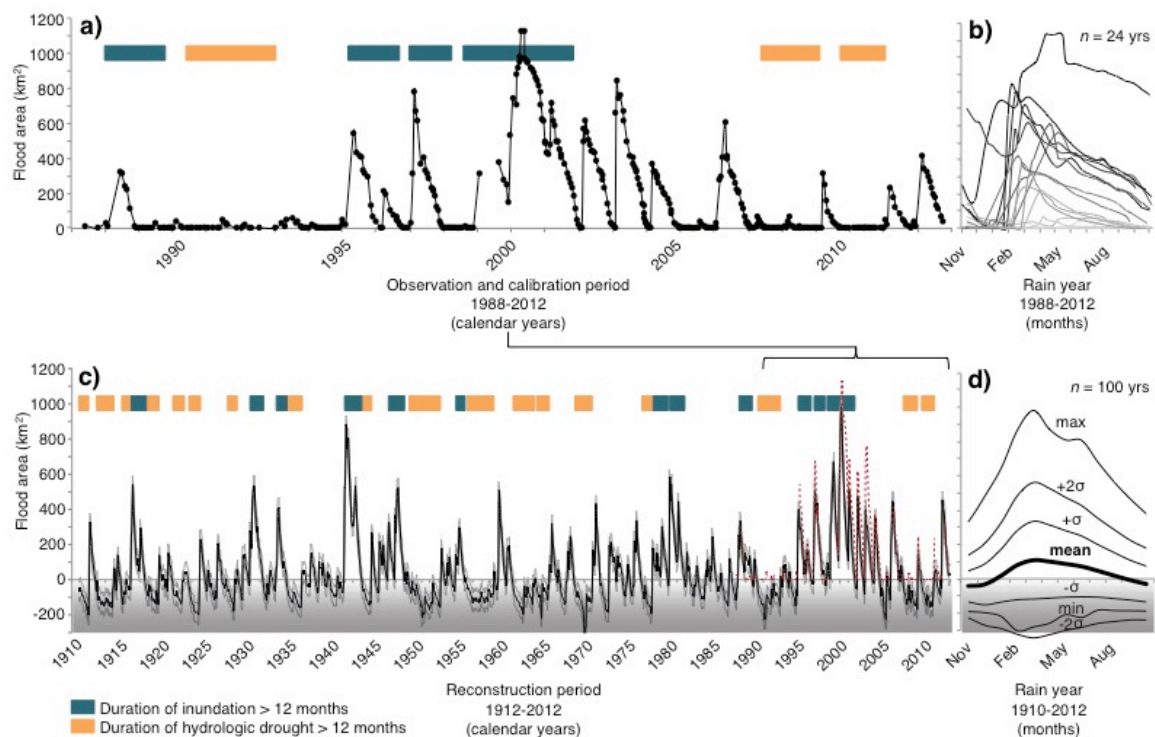 a)
b)
n = 24 yrs
Flood area (km²)
1200
1000
800
600
400
200
0
1990
1995
2000
2005
2010
Nov
Feb
May
Aug
Observation and calibration period
1988-2012
(calendar years)
Rain year
1988-2012
(months)
c)
d)
n = 100 yrs
Flood area (km²)
1200
1000
800
600
400
200
0
-200
max
+2σ
+σ
mean
-σ
min
-2σ
1910
1915
1920
1925
1930
1935
1940
1945
1950
1955
1960
1965
1970
1975
1980
1985
1990
1995
2000
2005
2010
Nov
Feb
May
Aug
Reconstruction period
1912-2012
(calendar years)
Rain year
1910-2012
(months)
Duration of inundation > 12 months
Duration of hydrologic drought > 12 months